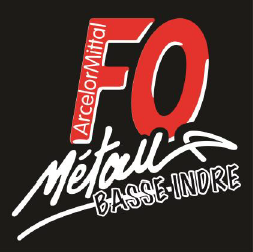 ArcelorMittal
FO
Métaux
BASSE-INDRE